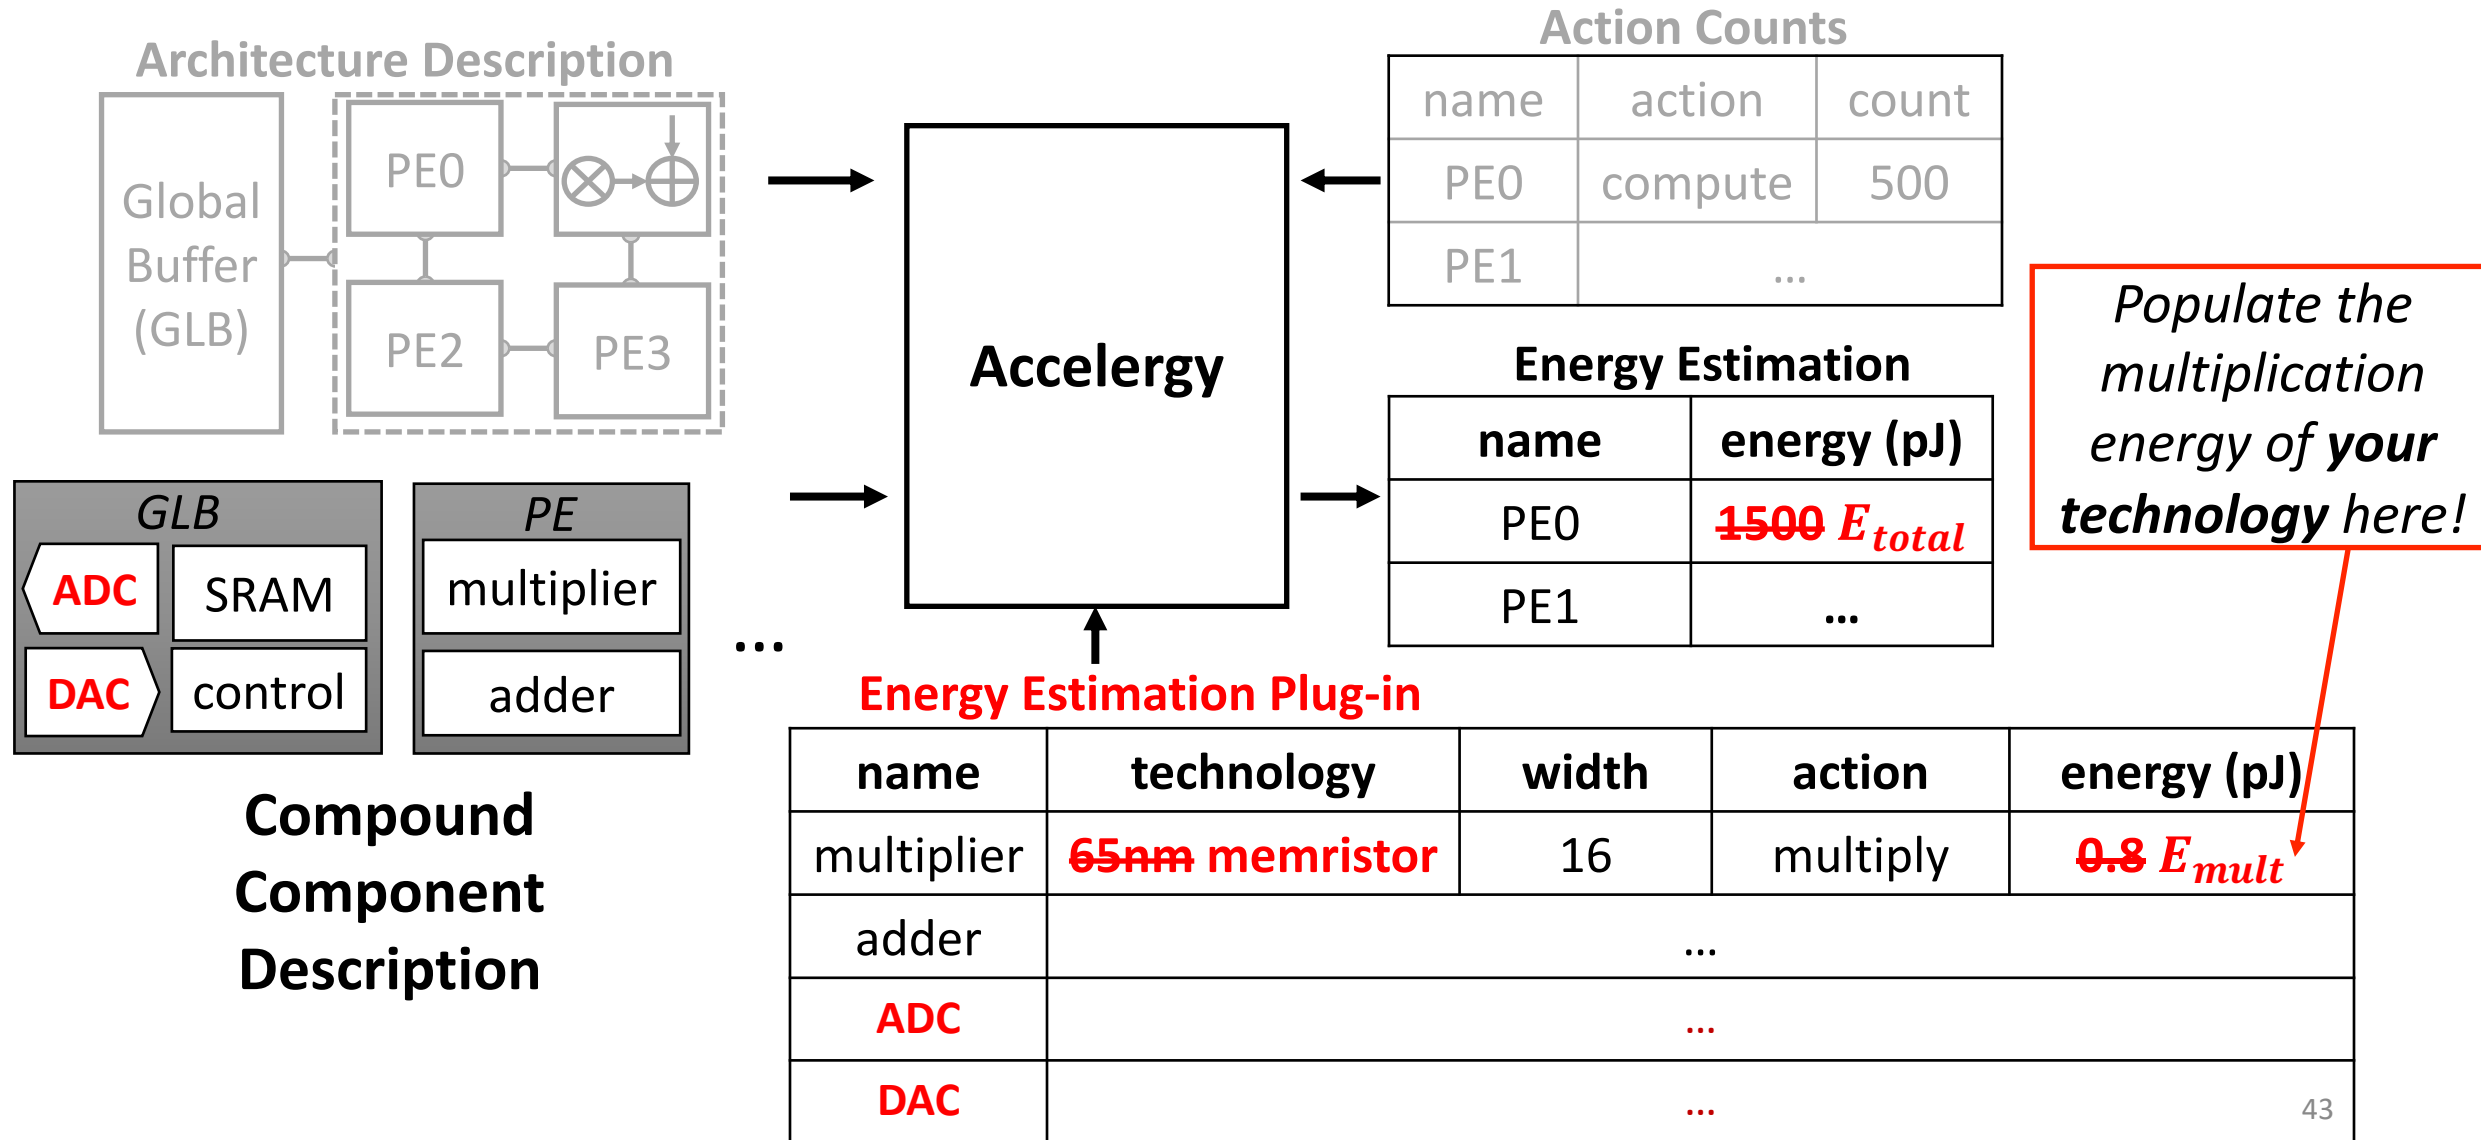 Architecture Description
Global
Buffer
(GLB)
PE0
PE2
PE3
Accelergy
Action Counts
name action count
PE0 compute 500
PE1 ...
Energy Estimation
name energy (pJ)
PE0 1500 E_total
PE1 ...
Populate the
multiplication
energy of your
technology here!
GLB
ADC SRAM
DAC control
PE
multiplier
adder
...
Compound
Component
Description
Energy Estimation Plug-in
name technology width action energy (pJ)
multiplier 65nm memristor 16 multiply 0.8 E_mult
adder ...
ADC ...
DAC ...
43